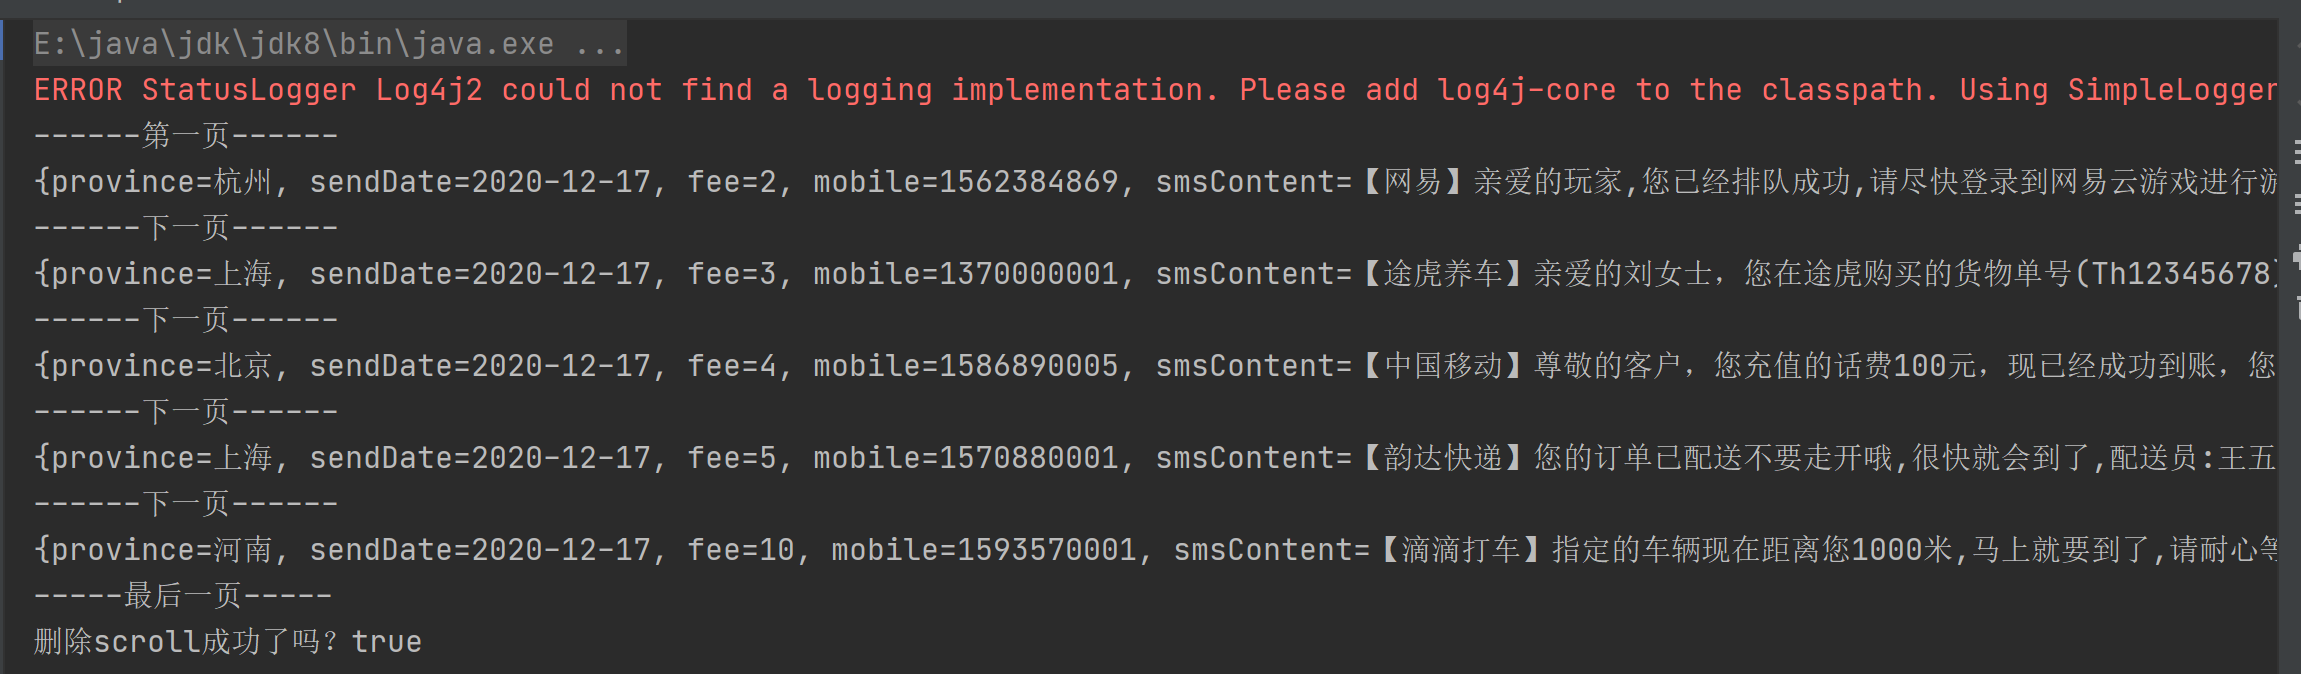 E:\java\jdk\jdk8\bin\java.exe ...
ERROR StatusLogger Log4j2 could not find a logging implementation. Please add log4j-core to the classpath. Using SimpleLogger
------第一页------
{province=杭州, sendDate=2020-12-17, fee=2, mobile=1562384869, smsContent=【网易】亲爱的玩家,您已经排队成功,请尽快登录到网易云游戏进行游
------下一页------
{province=上海, sendDate=2020-12-17, fee=3, mobile=1370000001, smsContent=【途虎养车】亲爱的刘女士，您在途虎购买的货物单号(Th12345678)
------下一页------
{province=北京, sendDate=2020-12-17, fee=4, mobile=1586890005, smsContent=【中国移动】尊敬的客户，您充值的话费100元，现已经成功到账，您
------下一页------
{province=上海, sendDate=2020-12-17, fee=5, mobile=1570880001, smsContent=【韵达快递】您的订单已配送不要走开哦,很快就会到了,配送员:王五
------下一页------
{province=河南, sendDate=2020-12-17, fee=10, mobile=1593570001, smsContent=【滴滴打车】指定的车辆现在距离您1000米,马上就要到了,请耐心等
-----最后一页-----
删除scroll成功了吗？true